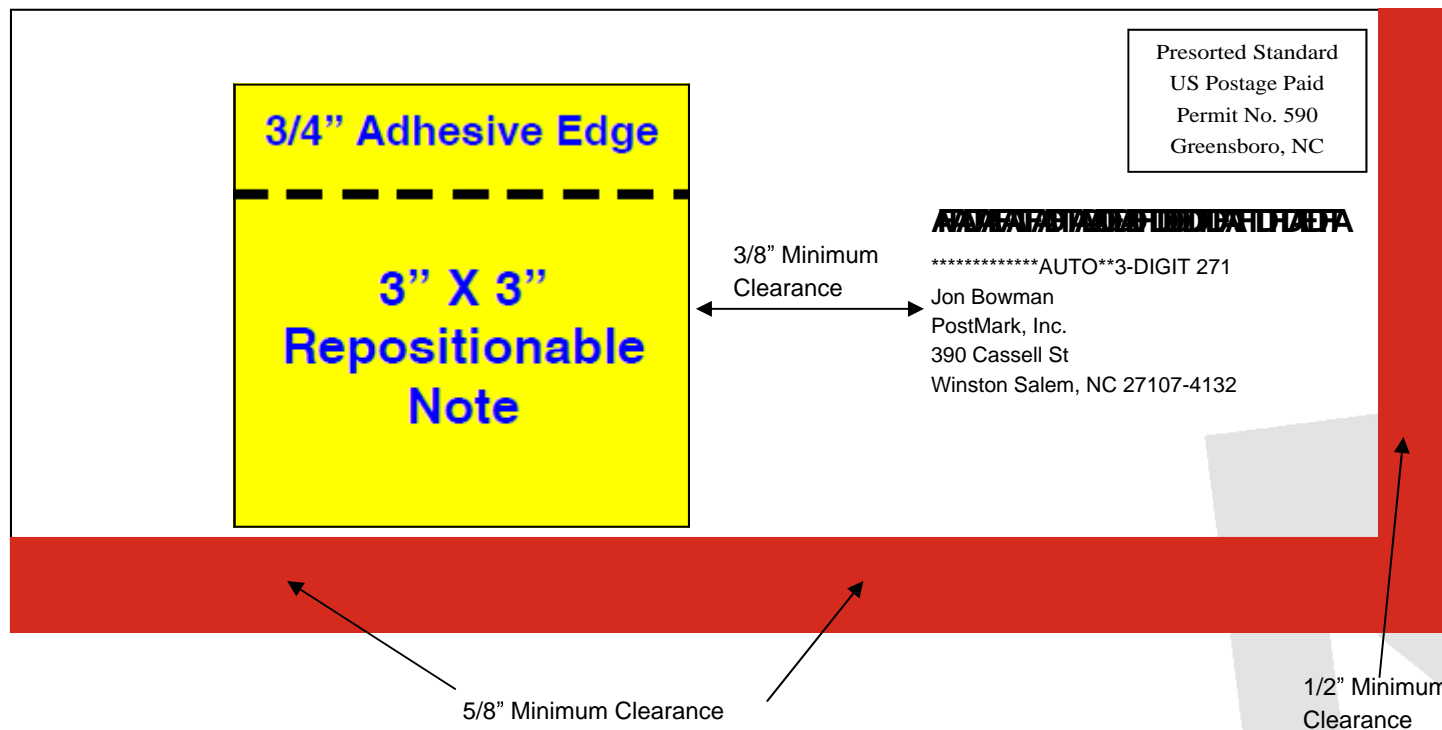 Presorted Standard
US Postage Paid
Permit No. 590
Greensboro, NC
3/4” Adhesive Edge
3” X 3”
Repositionable
Note
3/8” Minimum
Clearance
*************AUTO**3-DIGIT 271
Jon Bowman
PostMark, Inc.
390 Cassell St
Winston Salem, NC 27107-4132
5/8” Minimum Clearance
1/2” Minimum
Clearance